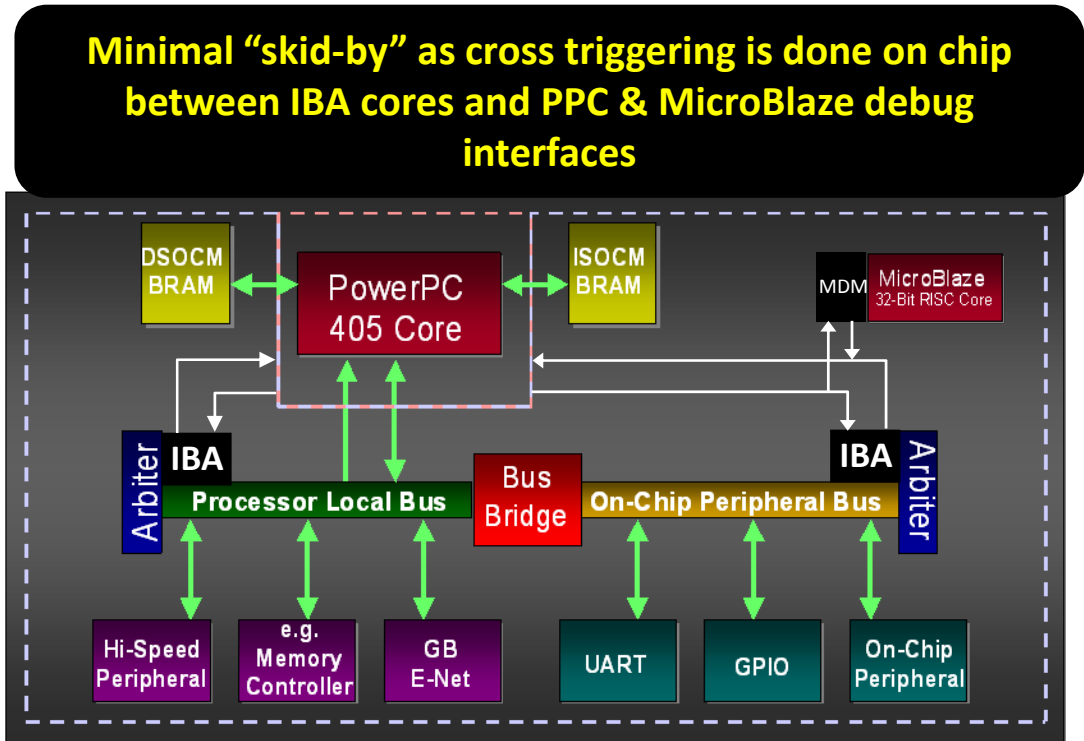 Minimal “skid-by” as cross triggering is done on chip
between IBA cores and PPC & MicroBlaze debug
interfaces
DSOCM
BRAM
PowerPC
405 Core
ISOCM
BRAM
MDM
MicroBlaze
32-Bit RISC Core
Arbiter
IBA
Processor Local Bus
Bus
Bridge
On-Chip Peripheral Bus
IBA
Arbiter
Hi-Speed
Peripheral
e.g.
Memory
Controller
GB
E-Net
UART
GPIO
On-Chip
Peripheral